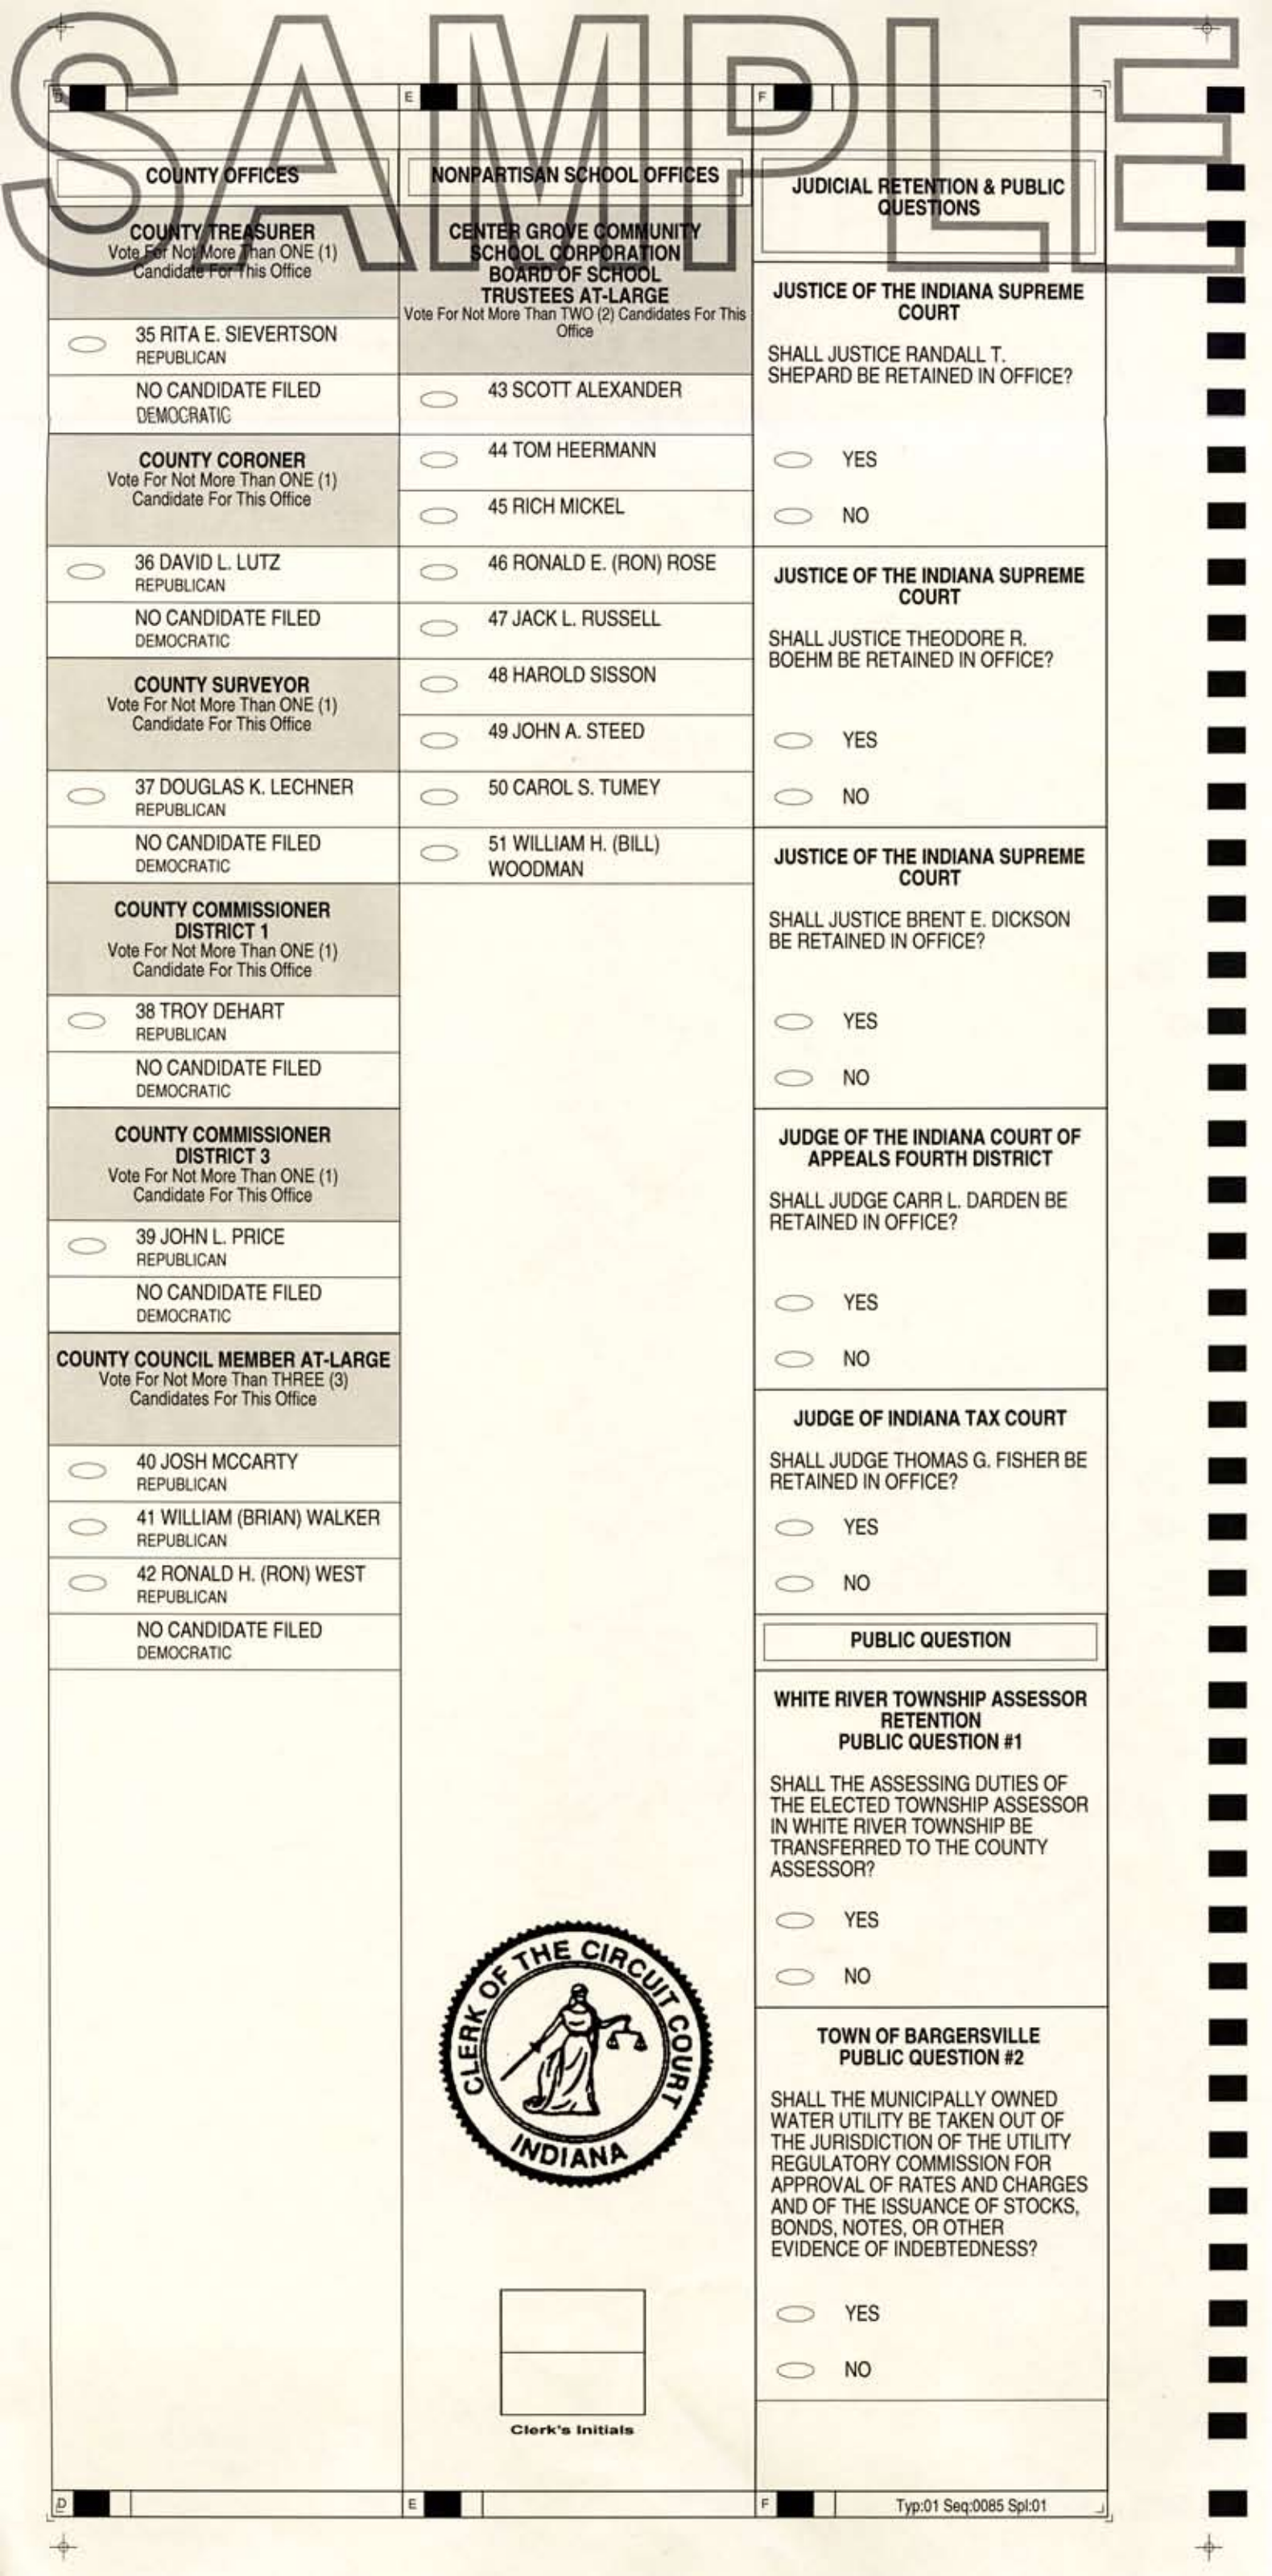 SAMPLE
D
COUNTY OFFICES
COUNTY TREASURER
Vote For Not More Than ONE (1)
Candidate For This Office
35 RITA E. SIEVERTSON
REPUBLICAN
NO CANDIDATE FILED
DEMOCRATIC
COUNTY CORONER
Vote For Not More Than ONE (1)
Candidate For This Office
36 DAVID L. LUTZ
REPUBLICAN
NO CANDIDATE FILED
DEMOCRATIC
COUNTY SURVEYOR
Vote For Not More Than ONE (1)
Candidate For This Office
37 DOUGLAS K. LECHNER
REPUBLICAN
NO CANDIDATE FILED
DEMOCRATIC
COUNTY COMMISSIONER
DISTRICT 1
Vote For Not More Than ONE (1)
Candidate For This Office
38 TROY DEHART
REPUBLICAN
NO CANDIDATE FILED
DEMOCRATIC
COUNTY COMMISSIONER
DISTRICT 3
Vote For Not More Than ONE (1)
Candidate For This Office
39 JOHN L. PRICE
REPUBLICAN
NO CANDIDATE FILED
DEMOCRATIC
COUNTY COUNCIL MEMBER AT-LARGE
Vote For Not More Than THREE (3)
Candidates For This Office
40 JOSH MCCARTY
REPUBLICAN
41 WILLIAM (BRIAN) WALKER
REPUBLICAN
42 RONALD H. (RON) WEST
REPUBLICAN
NO CANDIDATE FILED
DEMOCRATIC
D
E
NONPARTISAN SCHOOL OFFICES
CENTER GROVE COMMUNITY
SCHOOL CORPORATION
BOARD OF SCHOOL
TRUSTEES AT-LARGE
Vote For Not More Than TWO (2) Candidates For This
Office
43 SCOTT ALEXANDER
44 TOM HEERMANN
45 RICH MICKEL
46 RONALD E. (RON) ROSE
47 JACK L. RUSSELL
48 HAROLD SISSON
49 JOHN A. STEED
50 CAROL S. TUMEY
51 WILLIAM H. (BILL)
WOODMAN
CLERK OF THE CIRCUIT COURT
INDIANA
Clerk's Initials
E
F
JUDICIAL RETENTION & PUBLIC
QUESTIONS
JUSTICE OF THE INDIANA SUPREME
COURT
SHALL JUSTICE RANDALL T.
SHEPARD BE RETAINED IN OFFICE?
YES
NO
JUSTICE OF THE INDIANA SUPREME
COURT
SHALL JUSTICE THEODORE R.
BOEHM BE RETAINED IN OFFICE?
YES
NO
JUSTICE OF THE INDIANA SUPREME
COURT
SHALL JUSTICE BRENT E. DICKSON
BE RETAINED IN OFFICE?
YES
NO
JUDGE OF THE INDIANA COURT OF
APPEALS FOURTH DISTRICT
SHALL JUDGE CARR L. DARDEN BE
RETAINED IN OFFICE?
YES
NO
JUDGE OF INDIANA TAX COURT
SHALL JUDGE THOMAS G. FISHER BE
RETAINED IN OFFICE?
YES
NO
PUBLIC QUESTION
WHITE RIVER TOWNSHIP ASSESSOR
RETENTION
PUBLIC QUESTION #1
SHALL THE ASSESSING DUTIES OF
THE ELECTED TOWNSHIP ASSESSOR
IN WHITE RIVER TOWNSHIP BE
TRANSFERRED TO THE COUNTY
ASSESSOR?
YES
NO
TOWN OF BARGERSVILLE
PUBLIC QUESTION #2
SHALL THE MUNICIPALLY OWNED
WATER UTILITY BE TAKEN OUT OF
THE JURISDICTION OF THE UTILITY
REGULATORY COMMISSION FOR
APPROVAL OF RATES AND CHARGES
AND OF THE ISSUANCE OF STOCKS,
BONDS, NOTES, OR OTHER
EVIDENCE OF INDEBTEDNESS?
YES
NO
F
Typ:01 Seq:0085 Spl:01